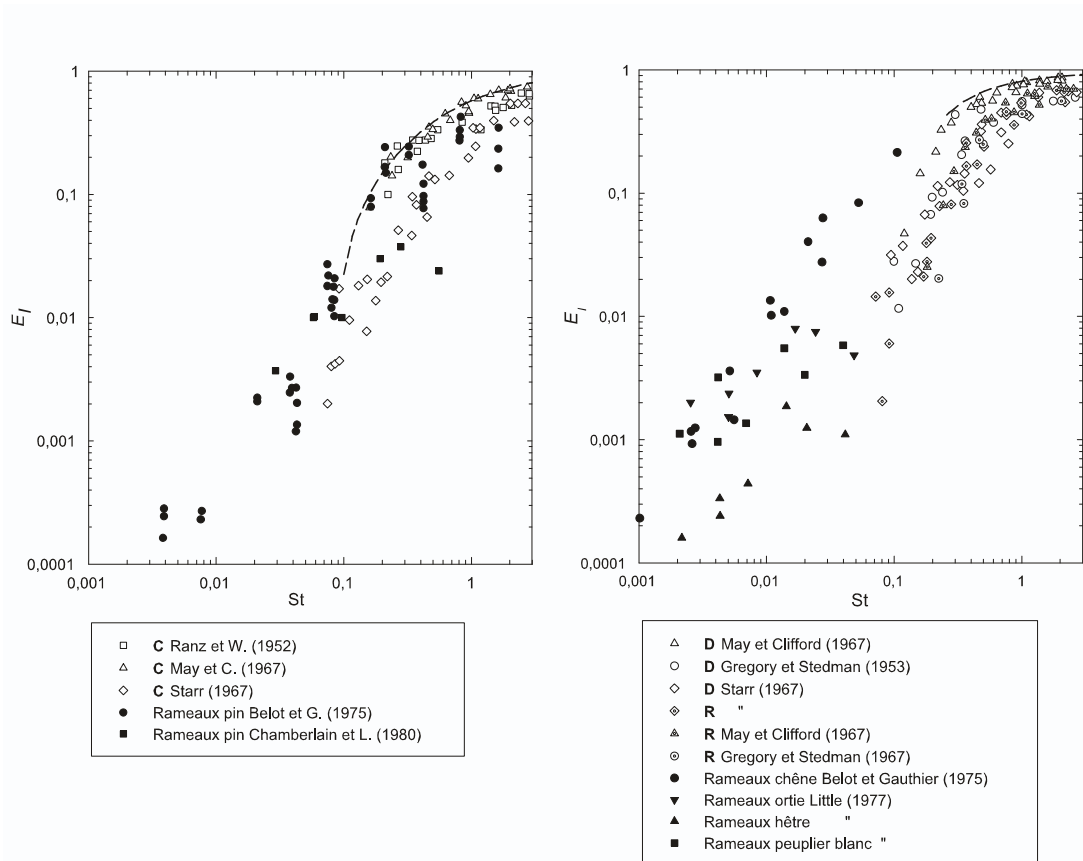 1
0,1
0,01
0,001
0,0001
E_I
0,001
0,01
0,1
1
St
C Ranz et W. (1952)
C May et C. (1967)
C Starr (1967)
Rameaux pin Belot et G. (1975)
Rameaux pin Chamberlain et L. (1980)
1
0,1
0,01
0,001
0,0001
E_I
0,001
0,01
0,1
1
St
D May et Clifford (1967)
D Gregory et Stedman (1953)
D Starr (1967)
R "
R May et Clifford (1967)
R Gregory et Stedman (1967)
Rameaux chêne Belot et Gauthier (1975)
Rameaux ortie Little (1977)
Rameaux hêtre "
Rameaux peuplier blanc "